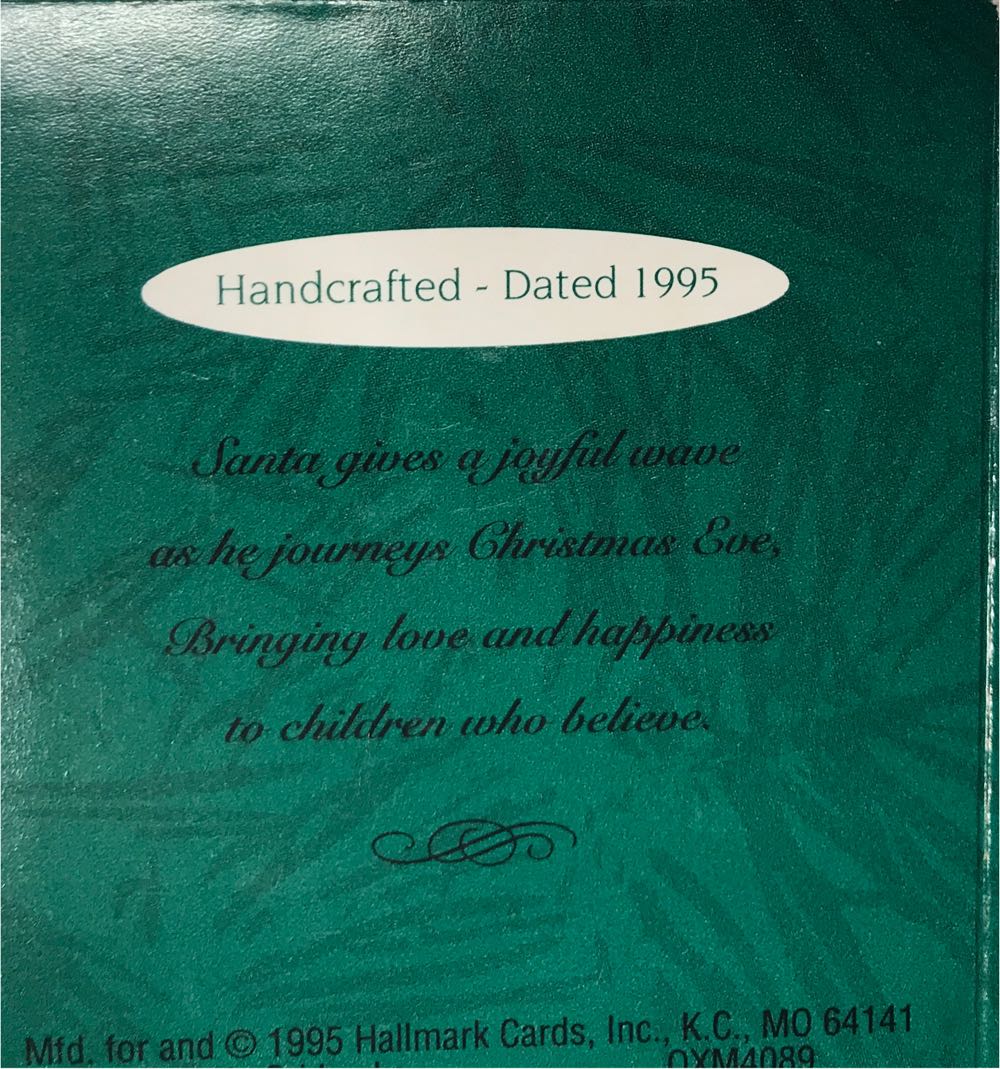 Handcrafted - Dated 1995
Santa gives a joyful wave
as he journeys Christmas Eve,
Bringing love and happiness
to children who believe.
Mfd. for and © 1995 Hallmark Cards, Inc., K.C., MO 64141
QXM4089